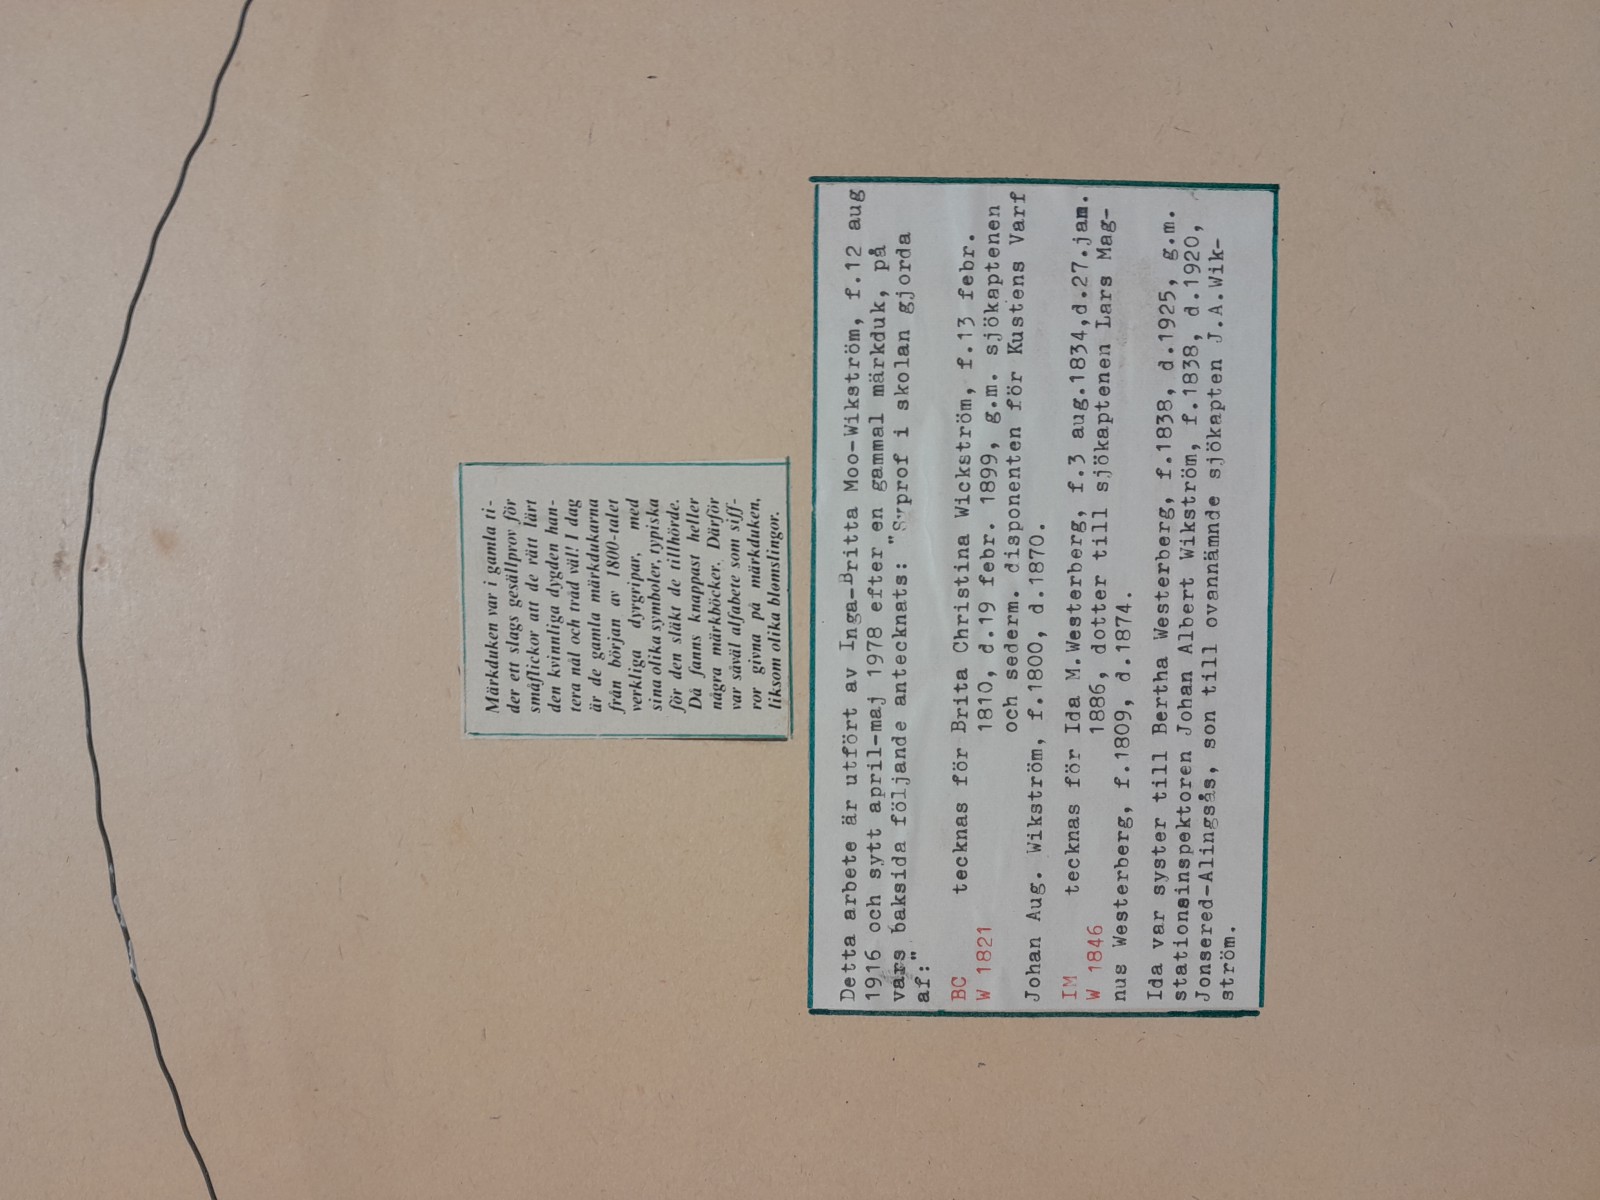 Märkduken var i gamla ti-
der ett slags gesällprov för
småflickor att de rätt lärt
den kvinnliga dygden han-
tera nål och tråd väl! I dag
är de gamla märkdukarna
från början av 1800-talet
verkliga dyrgripar, med
sina olika symboler, typiska
för den släkt de tillhörde.
Då fanns knappast heller
några märkböcker. Därför
var såväl alfabete som siff-
ror givna på märkduken,
liksom olika blomslingor.
Detta arbete är utfört av Inga-Britta Moo-Wikström, f.12 aug
1916 och sytt april-maj 1978 efter en gammal märkduk, på
vars baksida följande antecknats: "Syprof i skolan gjorda
af:"
BC tecknas för Brita Christina Wickström, f.13 febr.
W 1821 1810, d.19 febr. 1899, g.m. sjökaptenen
och sederm. disponenten för Kustens Varf
Johan Aug. Wikström, f.1800, d.1870.
IM tecknas för Ida M.Westerberg, f.3 aug.1834,d.27.jan.
W 1846 1886, dotter till sjökaptenen Lars Mag-
nus Westerberg, f.1809, d.1874.
Ida var syster till Bertha Westerberg, f.1838, d.1925, g.m.
stationsinspektoren Johan Albert Wikström, f.1838, d.1920,
Jonsered-Alingsås, son till ovannämnde sjökapten J.A.Wik-
ström.